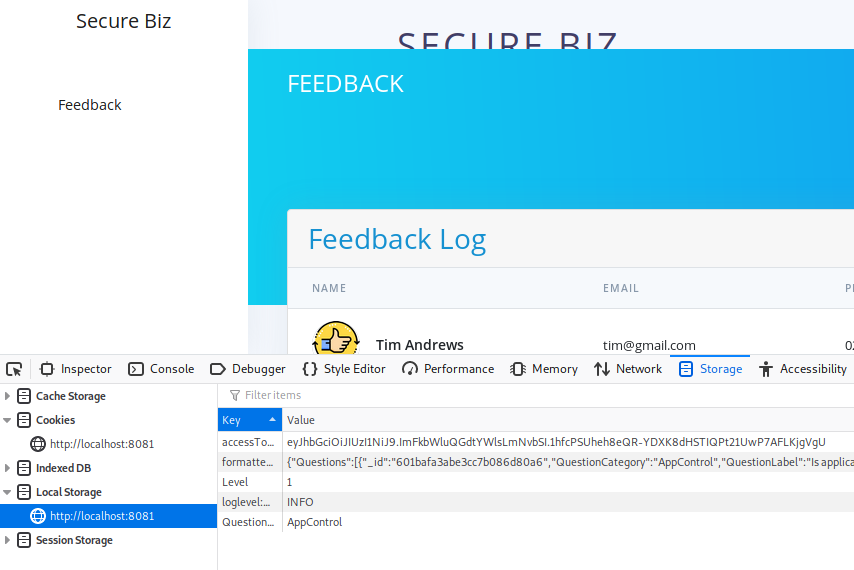 Secure Biz
SECURE BIZ
FEEDBACK
Feedback
Feedback Log
NAME EMAIL
Tim Andrews tim@gmail.com 02
Inspector Console Debugger Style Editor Performance Memory Network Storage Accessibility
Cache Storage
Cookies
http://localhost:8081
Indexed DB
Local Storage
http://localhost:8081
Session Storage
Filter items
Key Value
accessTo... eyJhbGciOiJIUzI1NiJ9.ImFkbWluQGdtYWlsLmNvbSI.1hfcPSUheh8eQR-YDXK8dHSTIQPt21UwP7AFLKjgVgU
formatte... {"Questions":[{"_id":"601bafa3abe3cc7b086d80a6","QuestionCategory":"AppControl","QuestionLabel":"Is applica
Level 1
loglevel:... INFO
Question... AppControl